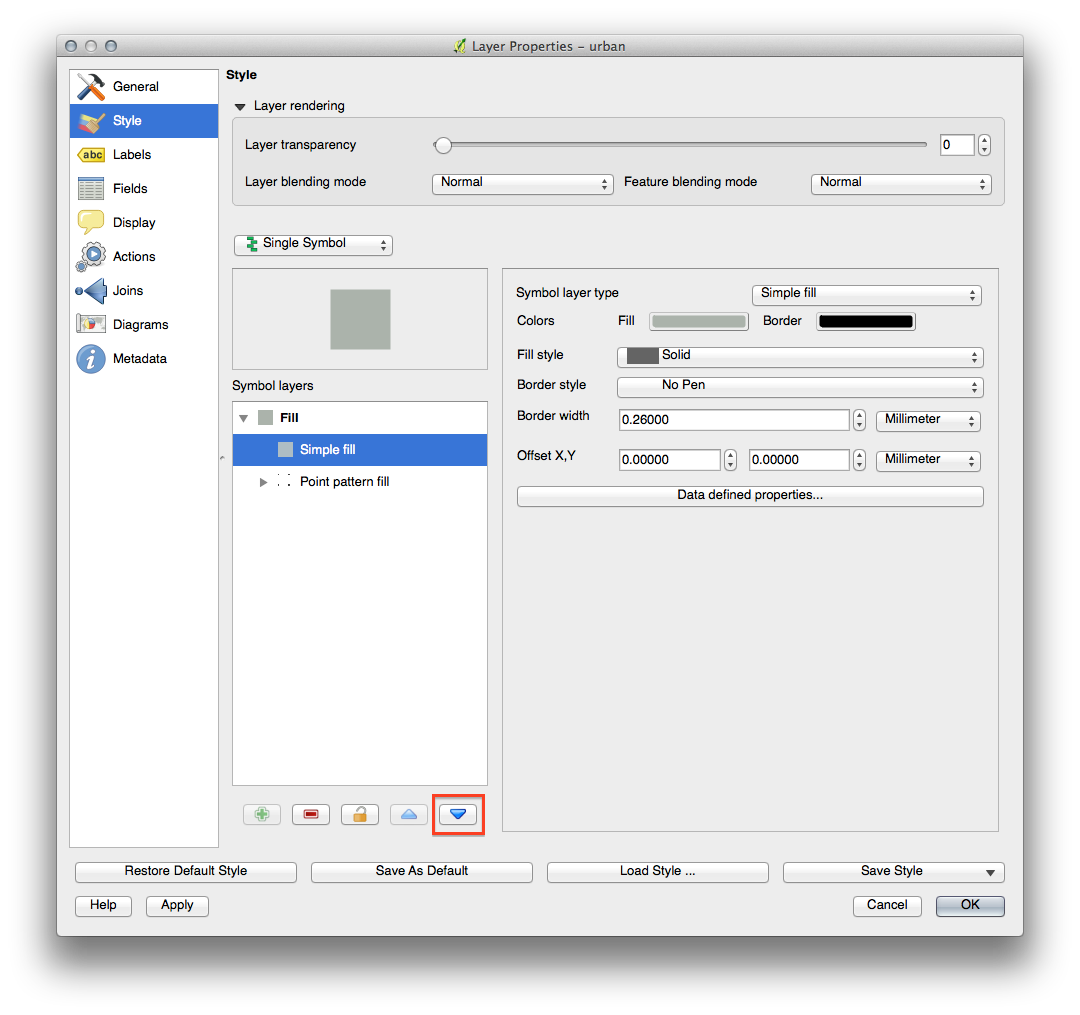 Layer Properties – urban
General
Style
abc Labels
Fields
Display
Actions
Joins
i Metadata
Diagrams
Style
Layer rendering
Layer transparency
0
Layer blending mode
Normal
Feature blending mode
Normal
Single Symbol
Symbol layers
Fill
Simple fill
Point pattern fill
Symbol layer type
Simple fill
Colors
Fill
Border
Fill style
Solid
Border style
No Pen
Border width
0.26000
Millimeter
Offset X,Y
0.00000
0.00000
Millimeter
Data defined properties...
Restore Default Style
Save As Default
Load Style ...
Save Style
Help
Apply
Cancel
OK